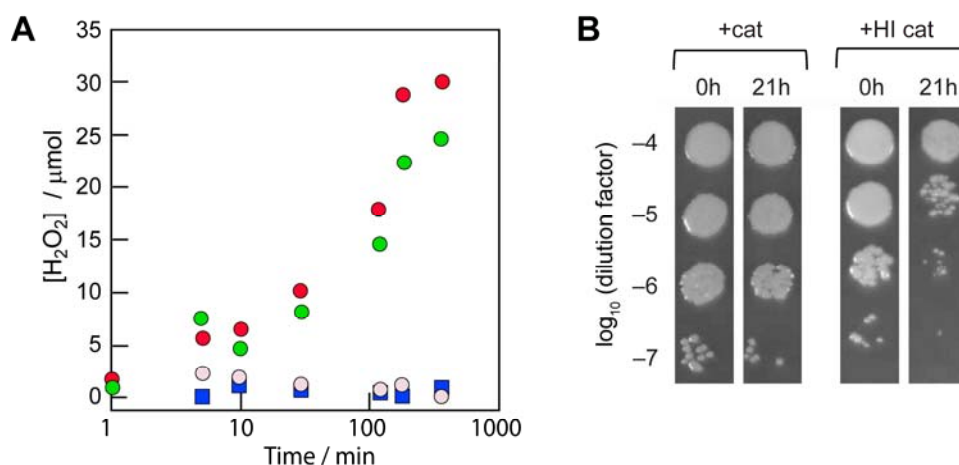 A
[H₂O₂] / μmol
35
30
25
20
15
10
5
0
1 10 100 1000
Time / min
B
+cat +HI cat
0h 21h 0h 21h
log₁₀ (dilution factor)
–4
–5
–6
–7